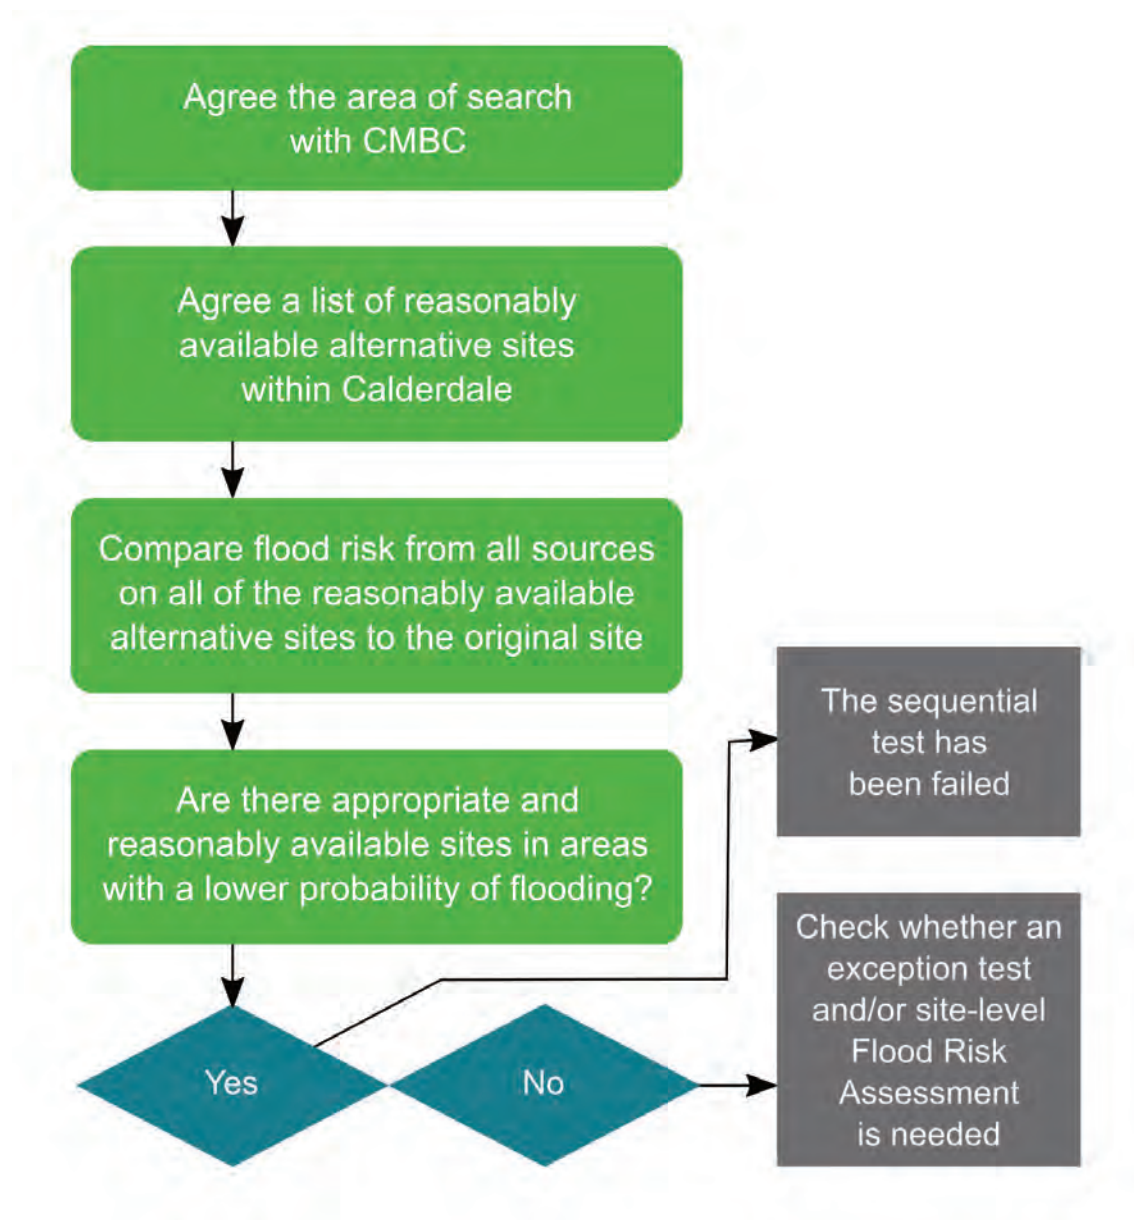 Agree the area of search
with CMBC
Agree a list of reasonably
available alternative sites
within Calderdale
Compare flood risk from all sources
on all of the reasonably available
alternative sites to the original site
Are there appropriate and
reasonably available sites in areas
with a lower probability of flooding?
Yes
No
The sequential
test has
been failed
Check whether an
exception test
and/or site-level
Flood Risk
Assessment
is needed